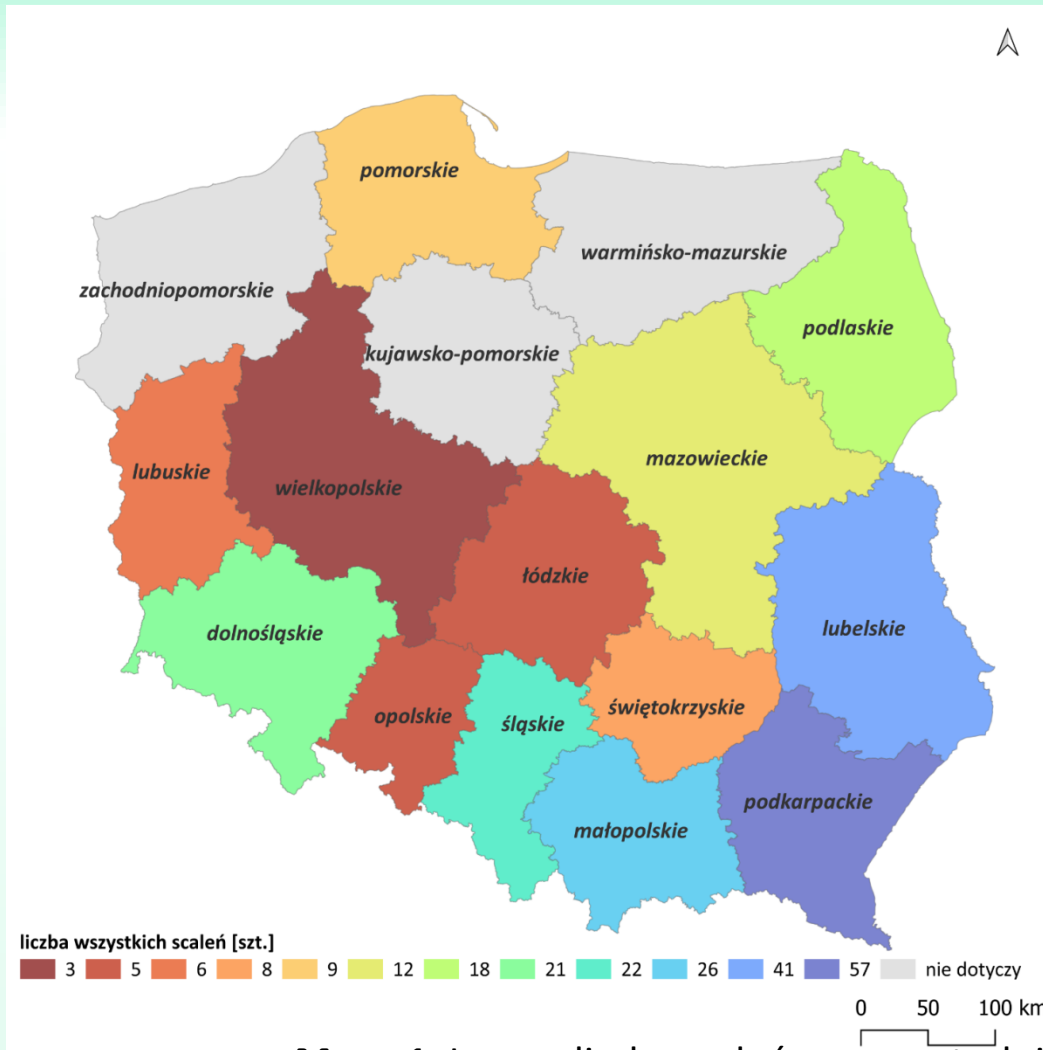 pomorskie
warmińsko-mazurskie
zachodniopomorskie
podlaskie
kujawsko-pomorskie
mazowieckie
lubuskie
wielkopolskie
łódzkie
lubelskie
dolnośląskie
świętokrzyskie
opolskie
śląskie
podkarpackie
małopolskie
liczba wszystkich scaleń [szt.]
3 5 6 8 9 12 18 21 22 26 41 57 nie dotyczy
0 50 100 km